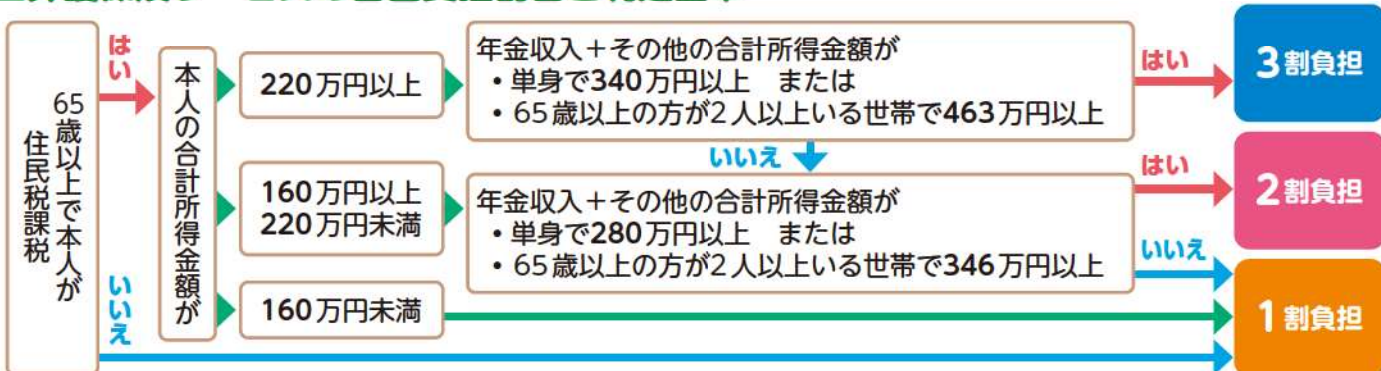 65歳以上で本人が
住民税課税
はい
いいえ
本人の合計所得金額が
220万円以上
年金収入＋その他の合計所得金額が
・単身で340万円以上　または
・65歳以上の方が2人以上いる世帯で463万円以上
はい
3割負担
いいえ
160万円以上
220万円未満
年金収入＋その他の合計所得金額が
・単身で280万円以上　または
・65歳以上の方が2人以上いる世帯で346万円以上
はい
2割負担
いいえ
160万円未満
1割負担